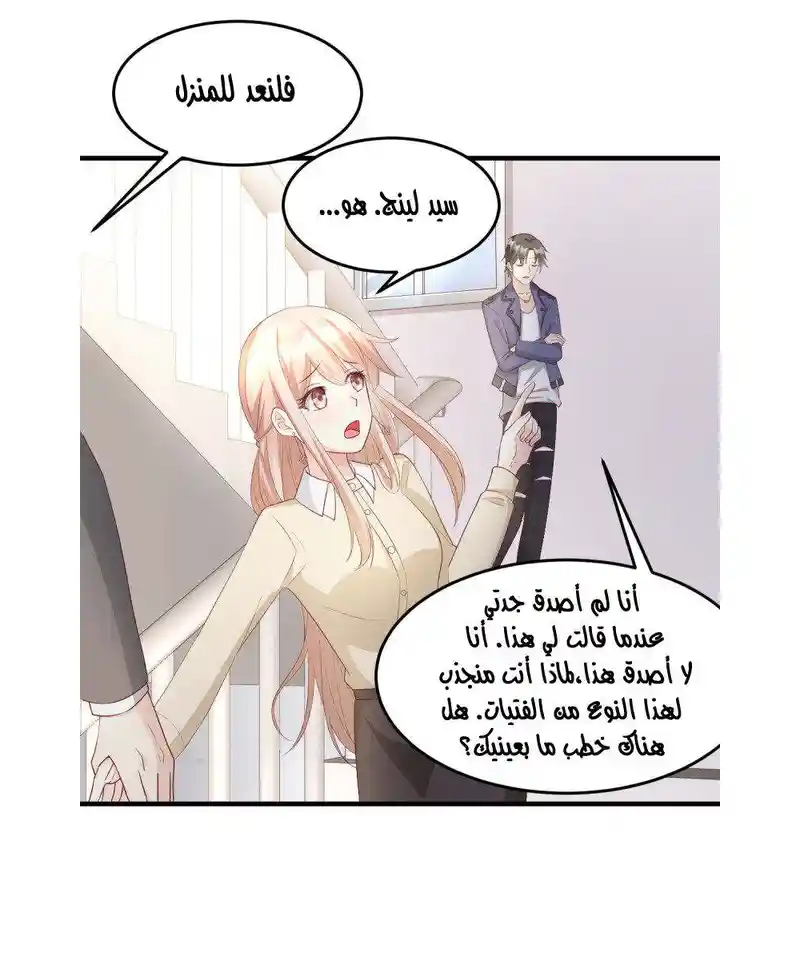 فلنعد للمنزل
سيد لينج. هو...
أنا لم أصدق جدتي
عندما قالت لي هذا. أنا
لا أصدق هذا،لماذا أنت منجذب
لهذا النوع من الفتيات. هل
هناك خطب ما بعينيك؟